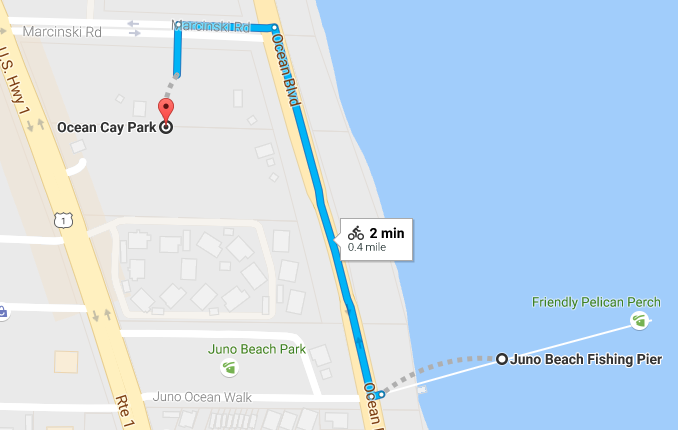 Marcinski Rd
Marcinski Rd
U.S. Hwy 1
Ocean Blvd
Ocean Cay Park
1
2 min
0.4 mile
Friendly Pelican Perch
Juno Beach Park
Juno Beach Fishing Pier
Juno Ocean Walk
Ocean
Rte 1